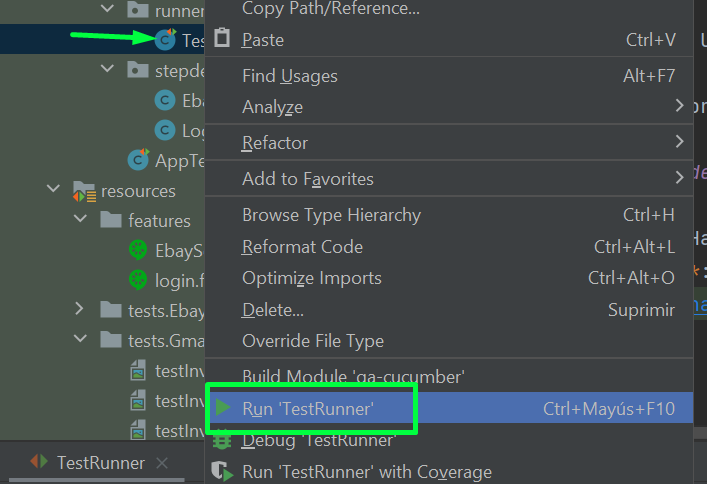 runner
Copy Path/Reference...
Tes
Paste Ctrl+V
stepde
Find Usages Alt+F7
Eba
Analyze
Log
Refactor
AppTe
Add to Favorites
resources
Browse Type Hierarchy Ctrl+H
features
Reformat Code Ctrl+Alt+L
EbayS
Optimize Imports Ctrl+Alt+O
login.f
Delete... Suprimir
tests.Ebay
Override File Type
tests.Gma
testInv
Build Module 'qa-cucumber'
testInv
Run 'TestRunner' Ctrl+Mayús+F10
testInv
Debug 'TestRunner'
TestRunner
Run 'TestRunner' with Coverage